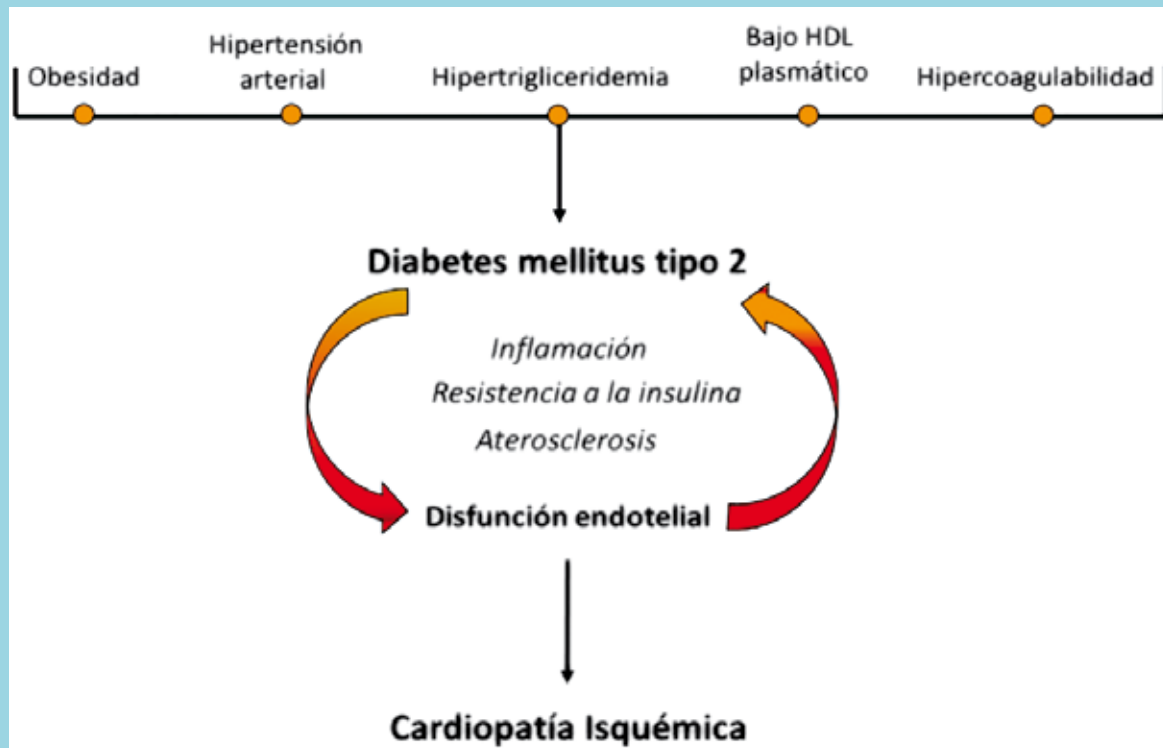 Obesidad
Hipertensión
arterial
Hipertrigliceridemia
Bajo HDL
plasmático
Hipercoagulabilidad
Diabetes mellitus tipo 2
Inflamación
Resistencia a la insulina
Aterosclerosis
Disfunción endotelial
Cardiopatía Isquémica